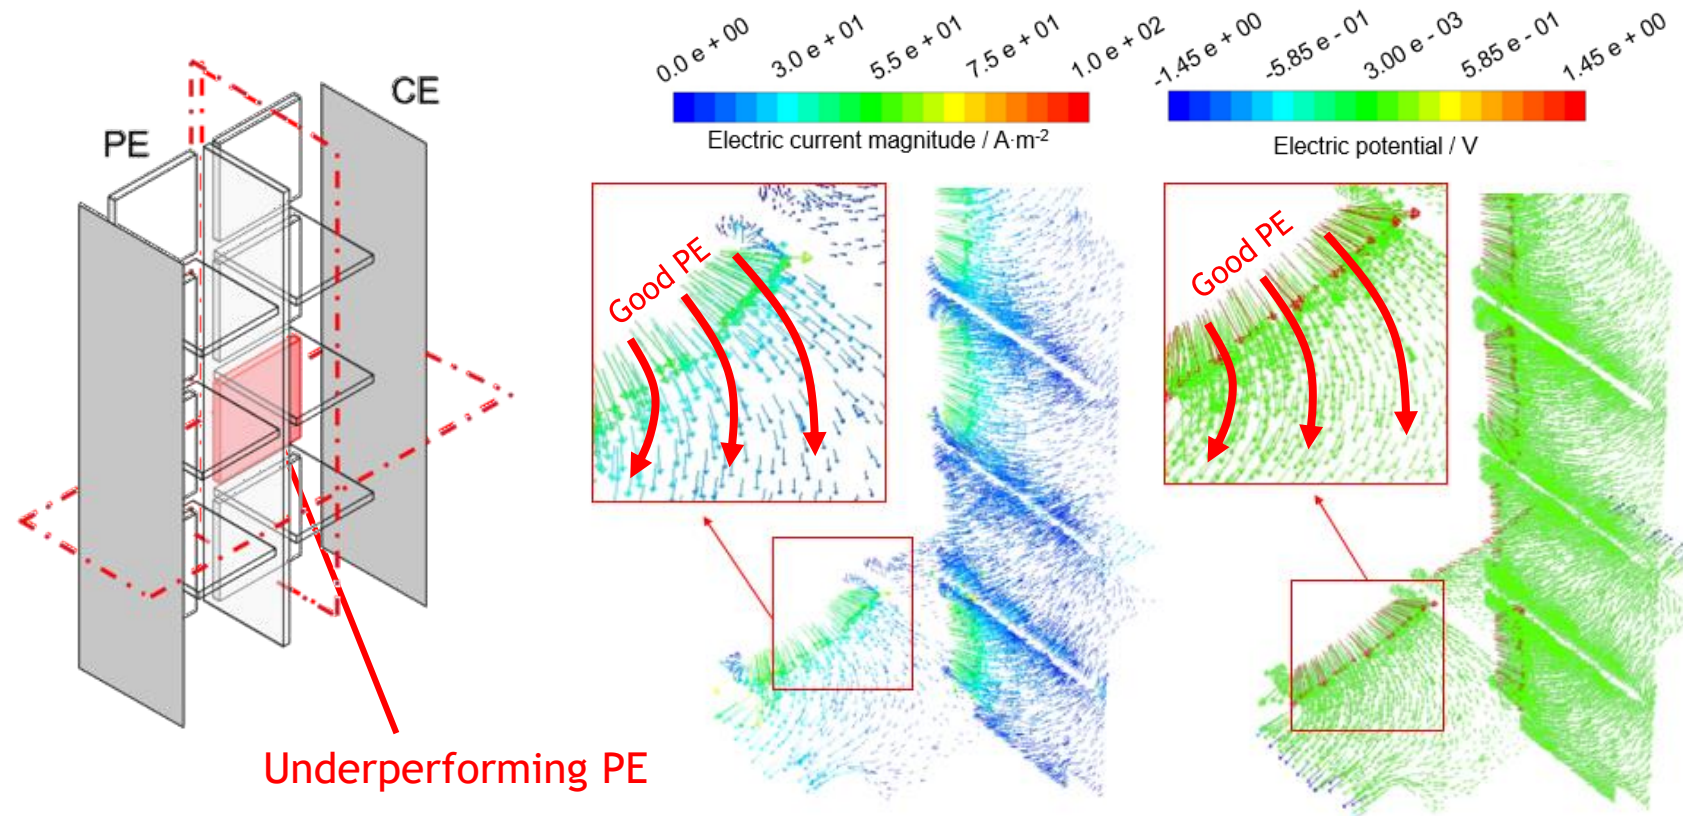 PE
CE
Underperforming PE
0.0 e + 00
3.0 e + 01
5.5 e + 01
7.5 e + 01
1.0 e + 02
Electric current magnitude / A·m-2
Good PE
-1.45 e + 00
-5.85 e - 01
3.00 e - 03
5.85 e - 01
1.45 e + 00
Electric potential / V
Good PE